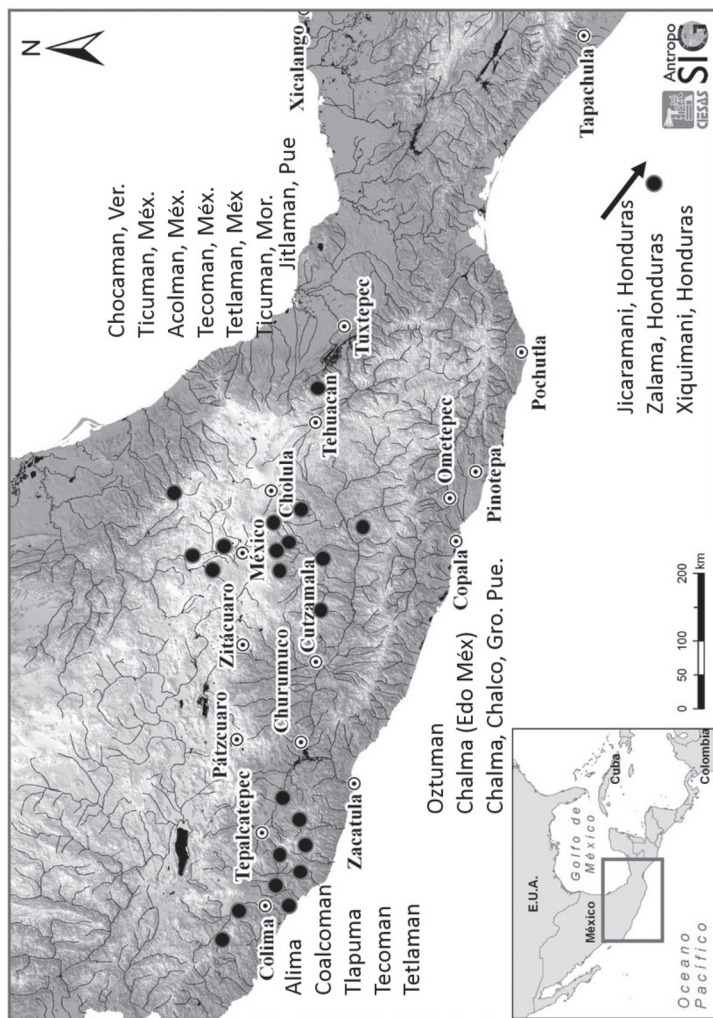 N
Xicalango
Chocaman, Ver.
Ticuman, Méx.
Acolman, Méx.
Tecoman, Méx.
Tetlaman, Méx
Ticuman, Mor.
Jitlaman, Pue
Tuxtepec
Tehuacan
Cholula
México
Zitácuaro
Cutzamala
Churumuco
Pátzcuaro
Tepalcatepec
Colima
Zacatula
Ometepec
Pinotepa
Copala
Pochutla
Tapachula
Alima
Coalcoman
Tlapuma
Tecoman
Tetlaman
Oztuman
Chalma (Edo Méx)
Chalma, Chalco, Gro. Pue.
Jicaramani, Honduras
Zalama, Honduras
Xiquimani, Honduras
0 50 100 200
km
E.U.A.
México
Golfo de
México
Cuba
Colombia
Oceano
Pacífico
CIESAS
Antropo
SIG